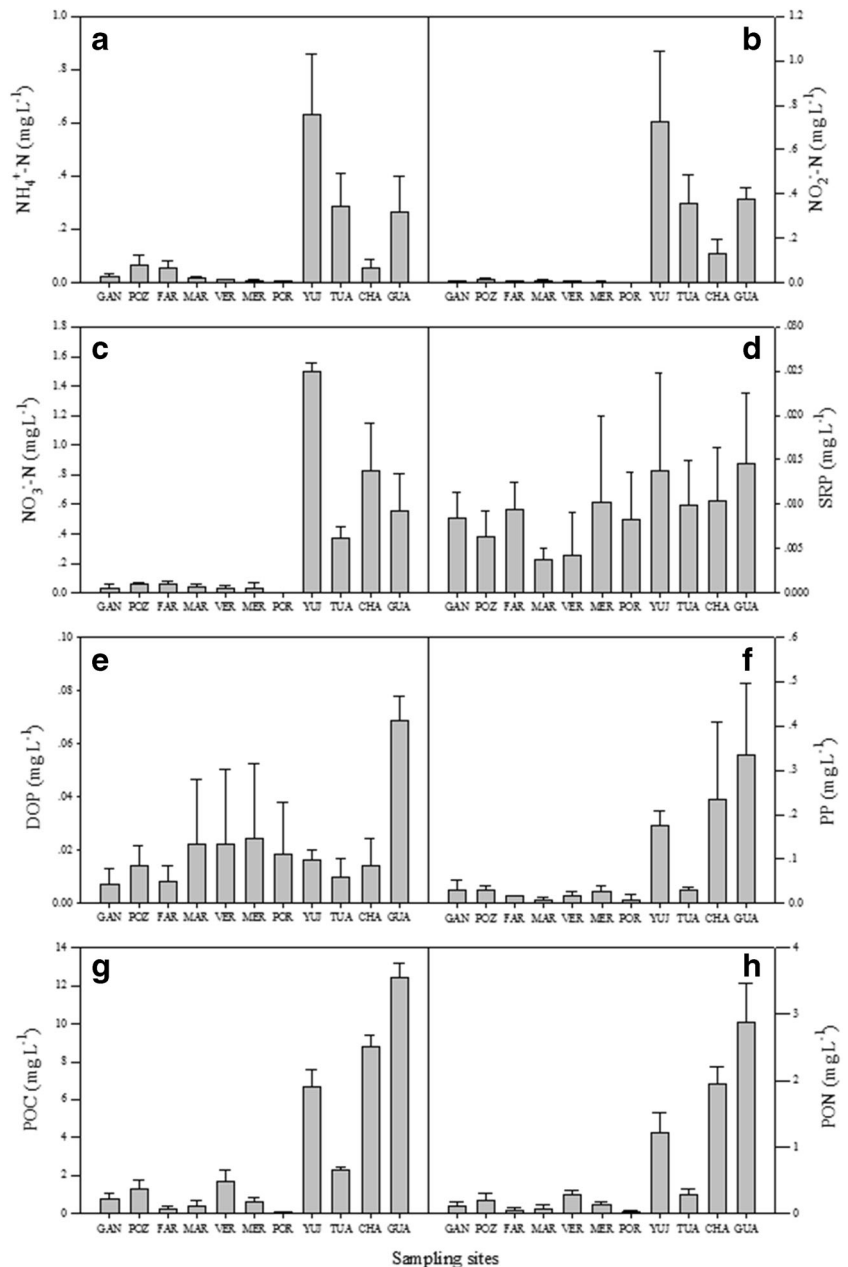 a
NH₄⁺-N (mg L⁻¹)
1.0
.8
.6
.4
.2
0.0
GAN POZ FAR MAR VER MER POR YUJ TUA CHA GUA
b
NO₂⁻-N (mg L⁻¹)
1.2
1.0
.8
.6
.4
.2
0.0
GAN POZ FAR MAR VER MER POR YUJ TUA CHA GUA
c
NO₃⁻-N (mg L⁻¹)
1.8
1.6
1.4
1.2
1.0
.8
.6
.4
.2
0.0
GAN POZ FAR MAR VER MER POR YUJ TUA CHA GUA
d
SRP (mg L⁻¹)
.030
.025
.020
.015
.010
.005
0.000
GAN POZ FAR MAR VER MER POR YUJ TUA CHA GUA
e
DOP (mg L⁻¹)
.10
.08
.06
.04
.02
0.00
GAN POZ FAR MAR VER MER POR YUJ TUA CHA GUA
f
PP (mg L⁻¹)
.6
.5
.4
.3
.2
.1
0.0
GAN POZ FAR MAR VER MER POR YUJ TUA CHA GUA
g
POC (mg L⁻¹)
14
12
10
8
6
4
2
0
GAN POZ FAR MAR VER MER POR YUJ TUA CHA GUA
h
PON (mg L⁻¹)
4
3
2
1
0
GAN POZ FAR MAR VER MER POR YUJ TUA CHA GUA
Sampling sites